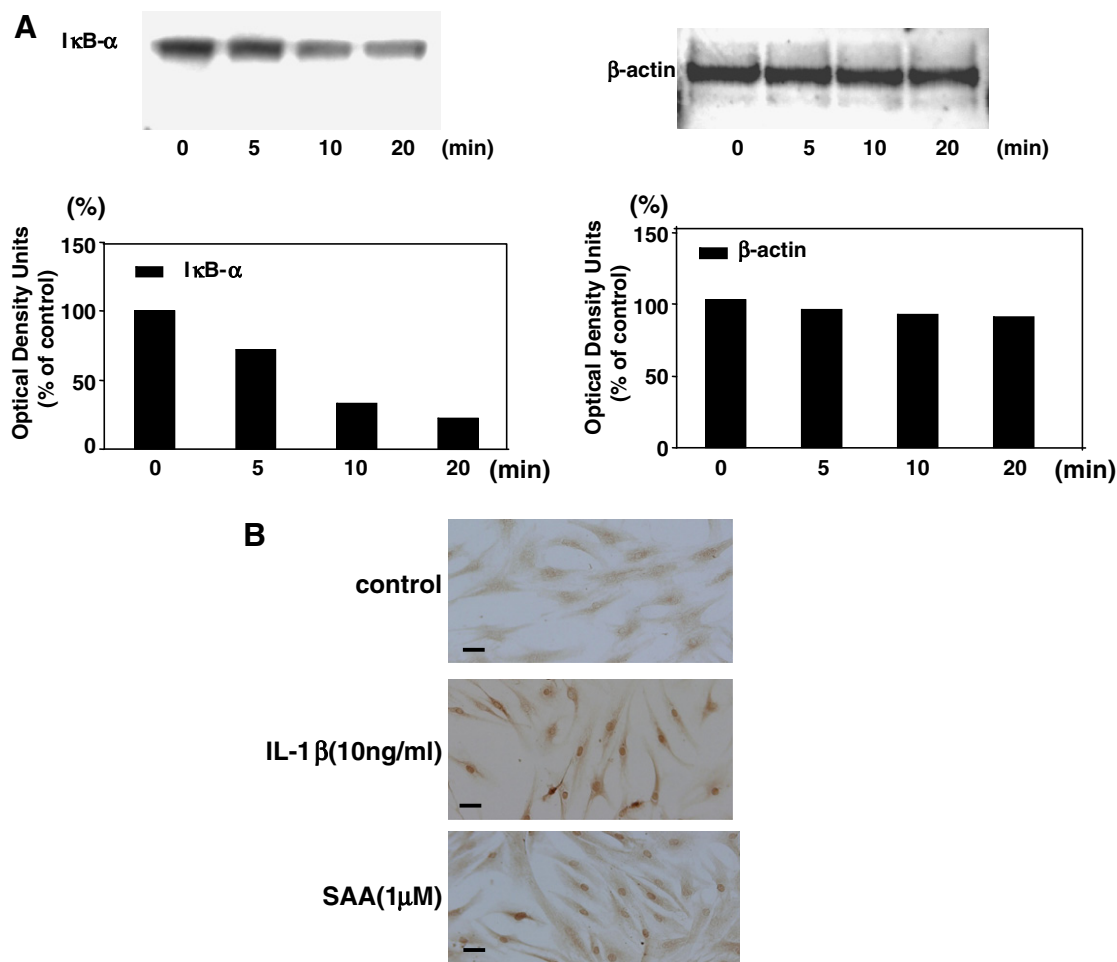 A
IκB-α
0 5 10 20 (min)
β-actin
0 5 10 20 (min)
(%)
Optical Density Units
(% of control)
150
100
50
0
IκB-α
0 5 10 20 (min)
(%)
Optical Density Units
(% of control)
150
100
50
0
β-actin
0 5 10 20 (min)
B
control
IL-1β(10ng/ml)
SAA(1μM)